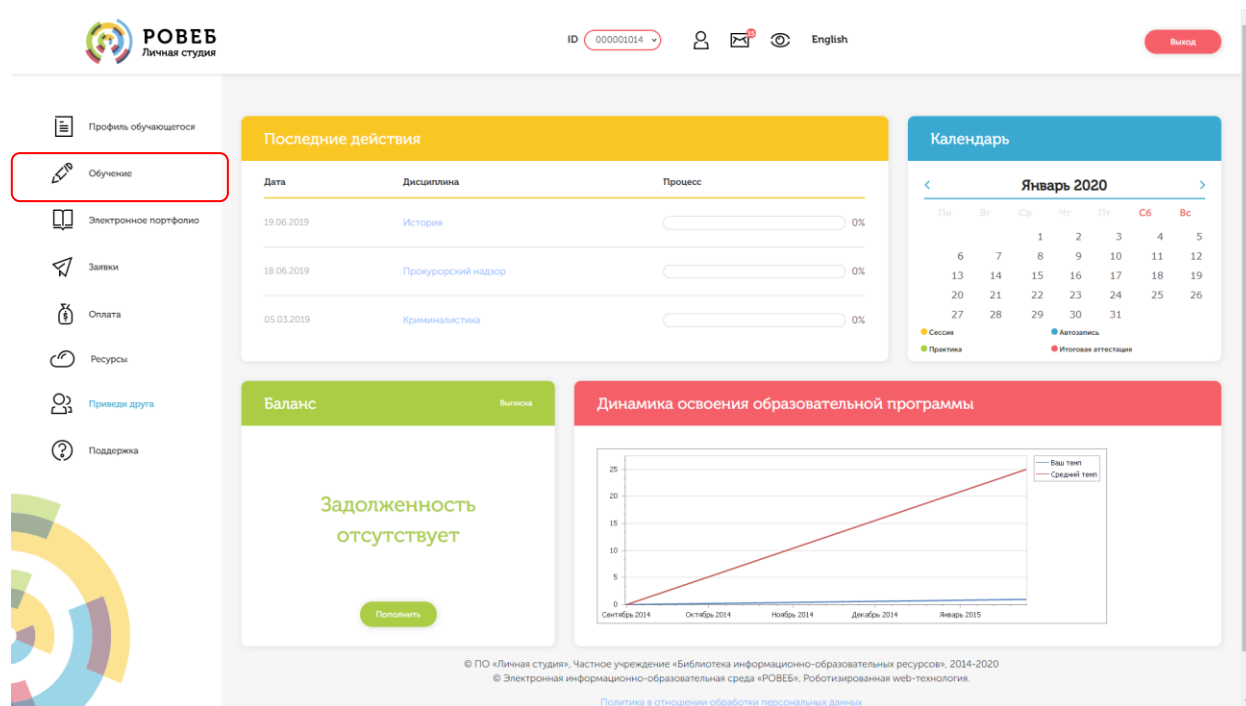 РОВЕБ
Личная студия
ID 000001014
English
Выход
Профиль обучающегося
Обучение
Электронное портфолио
Заявки
Оплата
Ресурсы
Приведи друга
Поддержка
Последние действия
Дата Дисциплина Процесс
19.06.2019 История 0%
18.06.2019 Прокурорский надзор 0%
05.03.2019 Криминалистика 0%
Календарь
< Январь 2020 >
Пн Вт Ср Чт Пт Сб Вс
1 2 3 4 5
6 7 8 9 10 11 12
13 14 15 16 17 18 19
20 21 22 23 24 25 26
27 28 29 30 31
Сессия Автозапись
Практика Итоговая аттестация
Баланс Выписка
Задолженность
отсутствует
Пополнить
Динамика освоения образовательной программы
25
20
15
10
5
0
Сентябрь 2014 Октябрь 2014 Ноябрь 2014 Декабрь 2014 Январь 2015
Ваш темп
Средний темп
© ПО «Личная студия», Частное учреждение «Библиотека информационно-образовательных ресурсов», 2014-2020
© Электронная информационно-образовательная среда «РОВЕБ», Роботизированная web-технология.
Политика в отношении обработки персональных данных